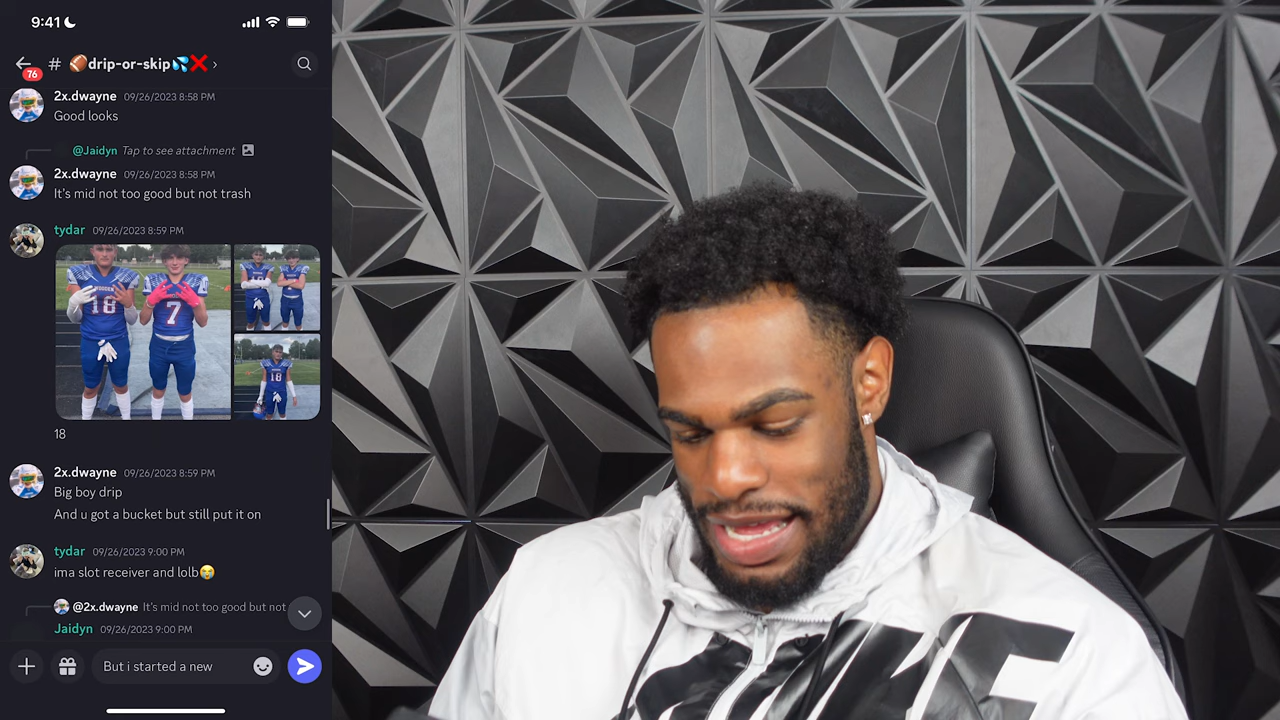 9:41
76
# 🏈drip-or-skip💦❌ ›
2x.dwayne 09/26/2023 8:58 PM
Good looks
@Jaidyn Tap to see attachment
2x.dwayne 09/26/2023 8:58 PM
It's mid not too good but not trash
tydar 09/26/2023 8:59 PM
18
7
18
18
2x.dwayne 09/26/2023 8:59 PM
Big boy drip
And u got a bucket but still put it on
tydar 09/26/2023 9:00 PM
ima slot receiver and lolb😭
@2x.dwayne It's mid not too good but not
Jaidyn 09/26/2023 9:00 PM
But i started a new